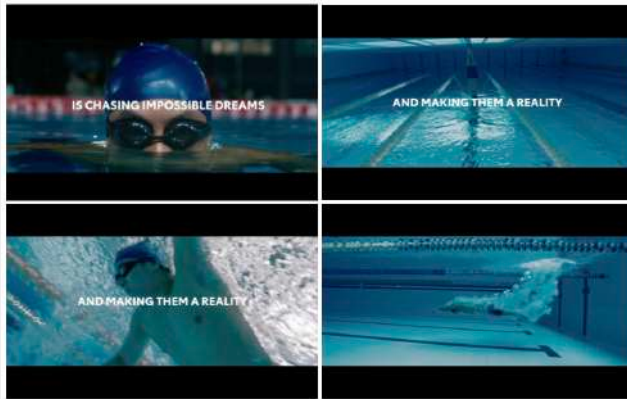 IS CHASING IMPOSSIBLE DREAMS
AND MAKING THEM A REALITY
AND MAKING THEM A REALITY